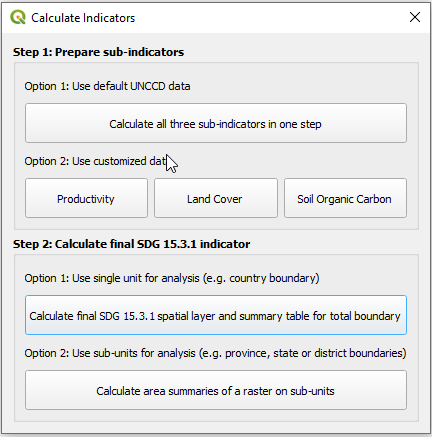 Calculate Indicators
Step 1: Prepare sub-indicators
Option 1: Use default UNCCD data
Calculate all three sub-indicators in one step
Option 2: Use customized data
Productivity
Land Cover
Soil Organic Carbon
Step 2: Calculate final SDG 15.3.1 indicator
Option 1: Use single unit for analysis (e.g. country boundary)
Calculate final SDG 15.3.1 spatial layer and summary table for total boundary
Option 2: Use sub-units for analysis (e.g. province, state or district boundaries)
Calculate area summaries of a raster on sub-units